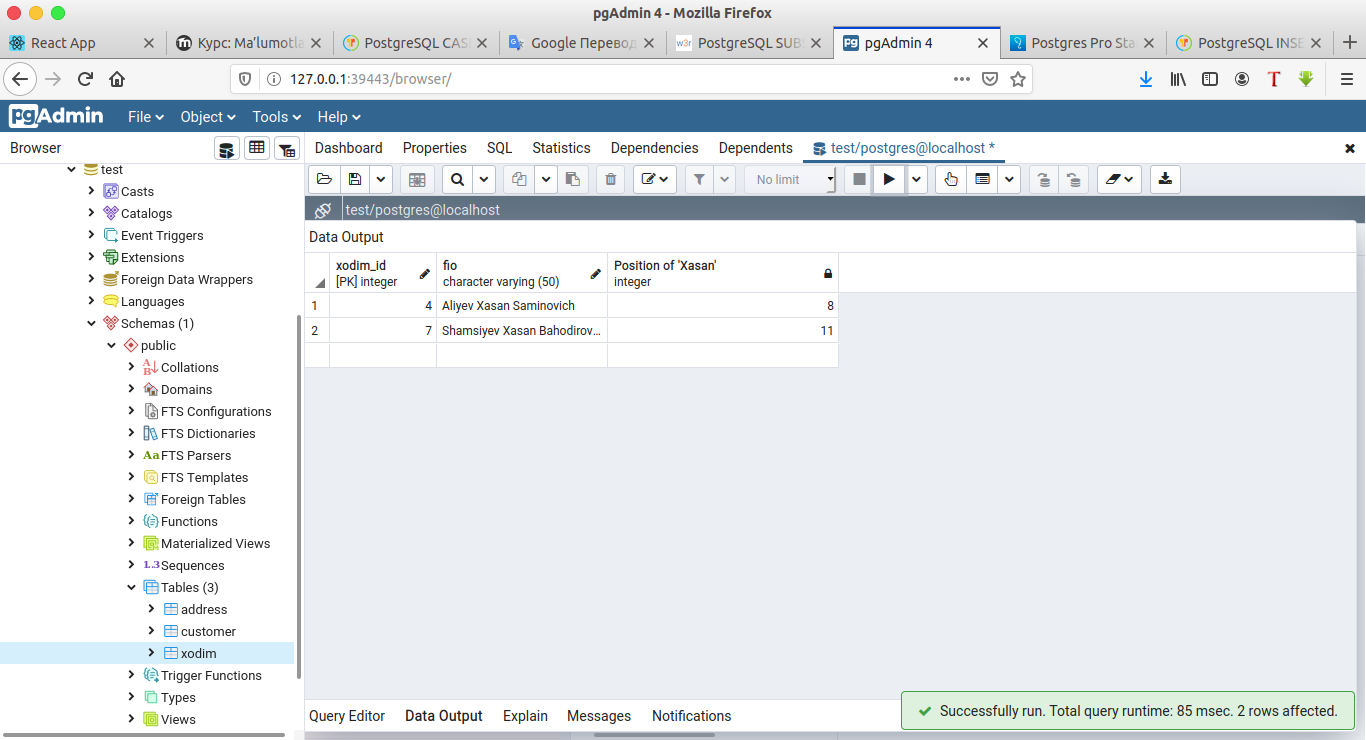 pgAdmin 4 - Mozilla Firefox
React App
Курс: Ma'lumotla
PostgreSQL CAS
Google Перевод
w3r PostgreSQL SUBS
pgAdmin 4
Postgres Pro Sta
PostgreSQL INSE
127.0.0.1:39443/browser/
pgAdmin File Object Tools Help
Browser
Dashboard Properties SQL Statistics Dependencies Dependents test/postgres@localhost *
No limit
test/postgres@localhost
test
Casts
Catalogs
Event Triggers
Extensions
Foreign Data Wrappers
Languages
Schemas (1)
public
Collations
Domains
FTS Configurations
FTS Dictionaries
Aa FTS Parsers
FTS Templates
Foreign Tables
Functions
Materialized Views
1..3 Sequences
Tables (3)
address
customer
xodim
Trigger Functions
Types
Views
Data Output
xodim_id
[PK] integer
fio
character varying (50)
Position of 'Xasan'
integer
1 4 Aliyev Xasan Saminovich 8
2 7 Shamsiyev Xasan Bahodirov… 11
Query Editor Data Output Explain Messages Notifications
Successfully run. Total query runtime: 85 msec. 2 rows affected.